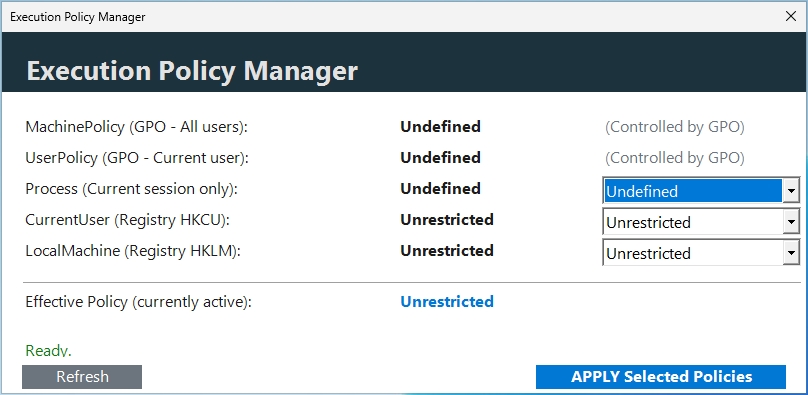 Execution Policy Manager
Execution Policy Manager
MachinePolicy (GPO - All users): Undefined (Controlled by GPO)
UserPolicy (GPO - Current user): Undefined (Controlled by GPO)
Process (Current session only): Undefined Undefined
CurrentUser (Registry HKCU): Unrestricted Unrestricted
LocalMachine (Registry HKLM): Unrestricted Unrestricted
Effective Policy (currently active): Unrestricted
Ready.
Refresh APPLY Selected Policies